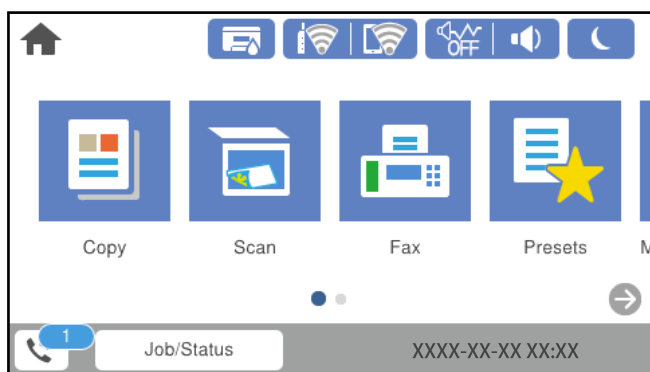 OFF
Copy
Scan
Fax
Presets
M
1
Job/Status
XXXX-XX-XX XX:XX